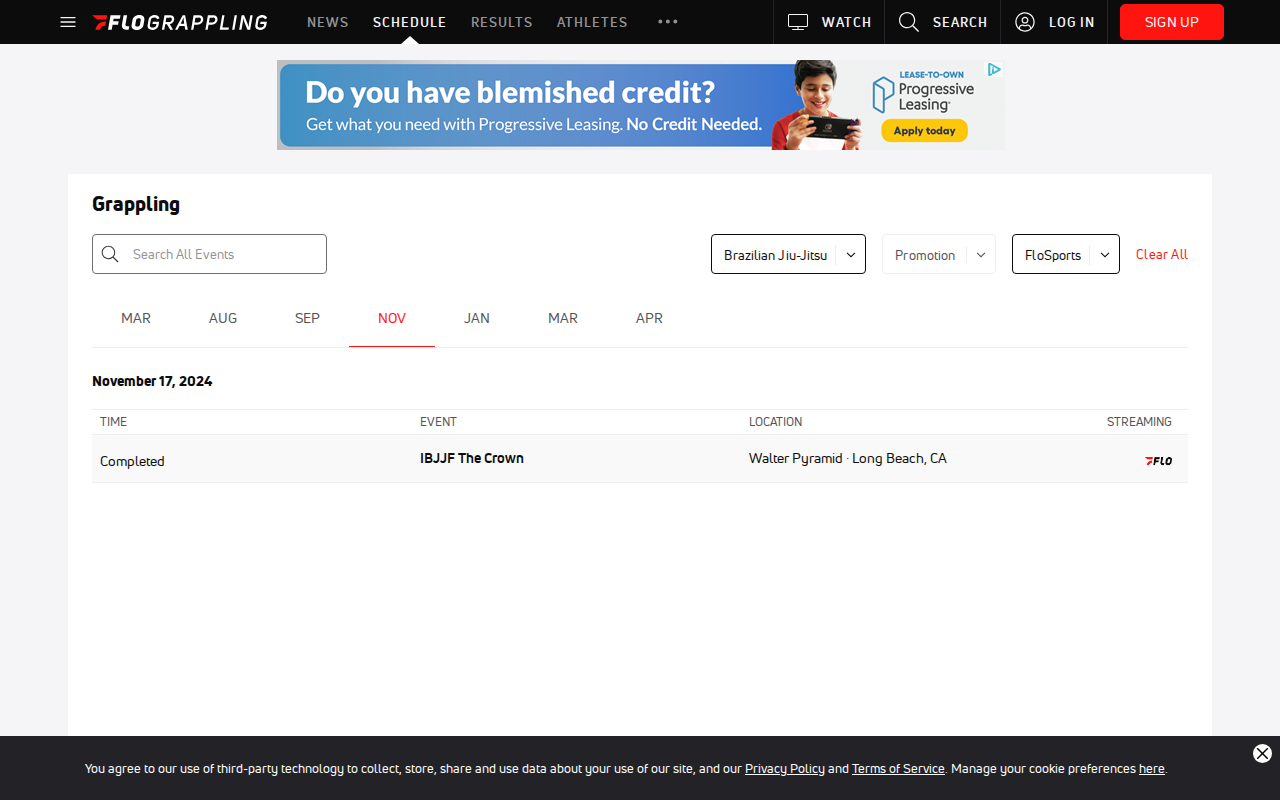 FLOGRAPPLING NEWS SCHEDULE RESULTS ATHLETES WATCH SEARCH LOG IN SIGN UP
Do you have blemished credit?
Get what you need with Progressive Leasing. No Credit Needed.
LEASE-TO-OWN
Progressive
Leasing
Apply today
Grappling
Search All Events Brazilian Jiu-Jitsu Promotion FloSports Clear All
MAR AUG SEP NOV JAN MAR APR
November 17, 2024
TIME EVENT LOCATION STREAMING
Completed IBJJF The Crown Walter Pyramid · Long Beach, CA FLO
You agree to our use of third-party technology to collect, store, share and use data about your use of our site, and our Privacy Policy and Terms of Service. Manage your cookie preferences here.